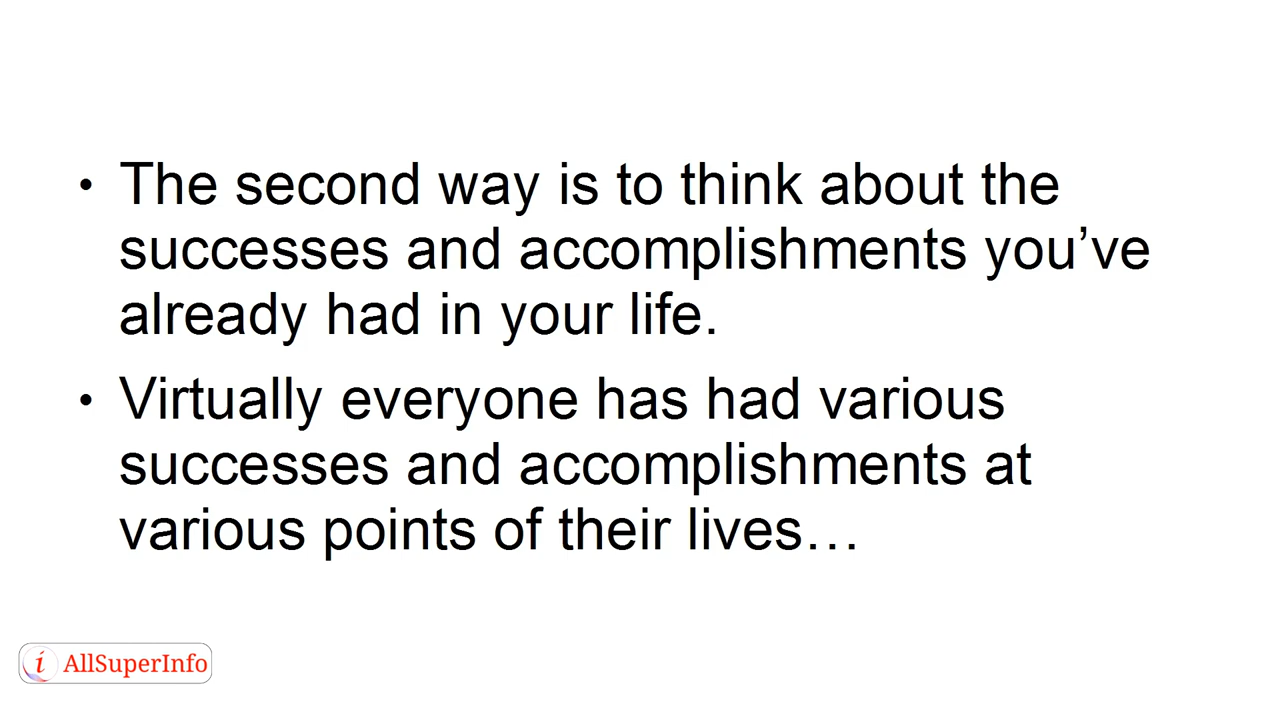 • The second way is to think about the
successes and accomplishments you’ve
already had in your life.
• Virtually everyone has had various
successes and accomplishments at
various points of their lives…
i AllSuperInfo